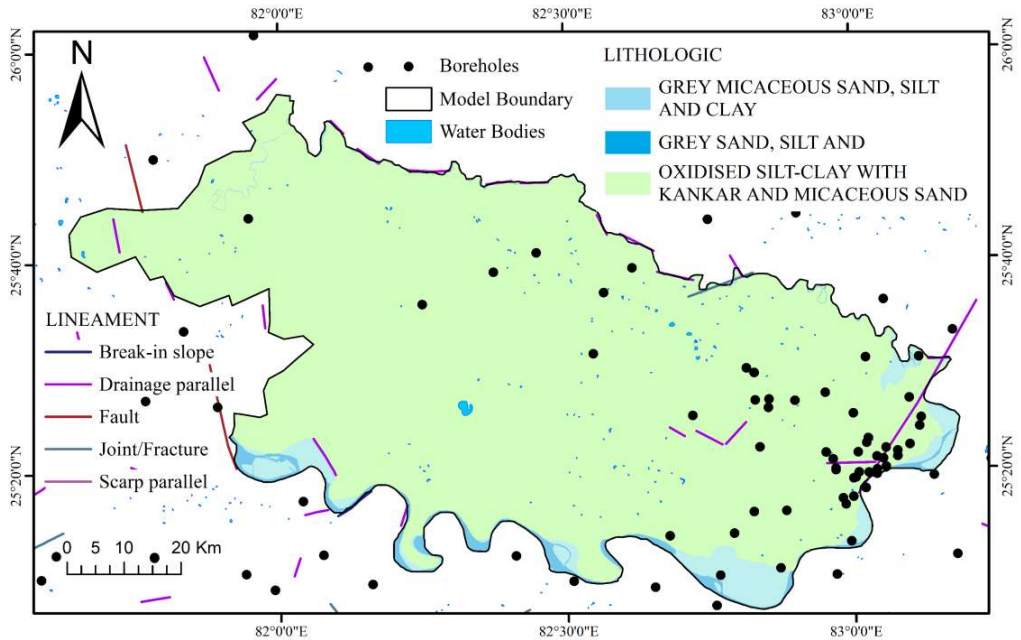 82°0'0"E 82°30'0"E 83°0'0"E
26°0'0"N
26°0'0"N
N
Boreholes
Model Boundary
Water Bodies
LITHOLOGIC
GREY MICACEOUS SAND, SILT
AND CLAY
GREY SAND, SILT AND
OXIDISED SILT-CLAY WITH
KANKAR AND MICACEOUS SAND
25°40'0"N
25°40'0"N
LINEAMENT
Break-in slope
Drainage parallel
Fault
Joint/Fracture
Scarp parallel
25°20'0"N
25°20'0"N
0 5 10 20 Km
82°0'0"E 82°30'0"E 83°0'0"E